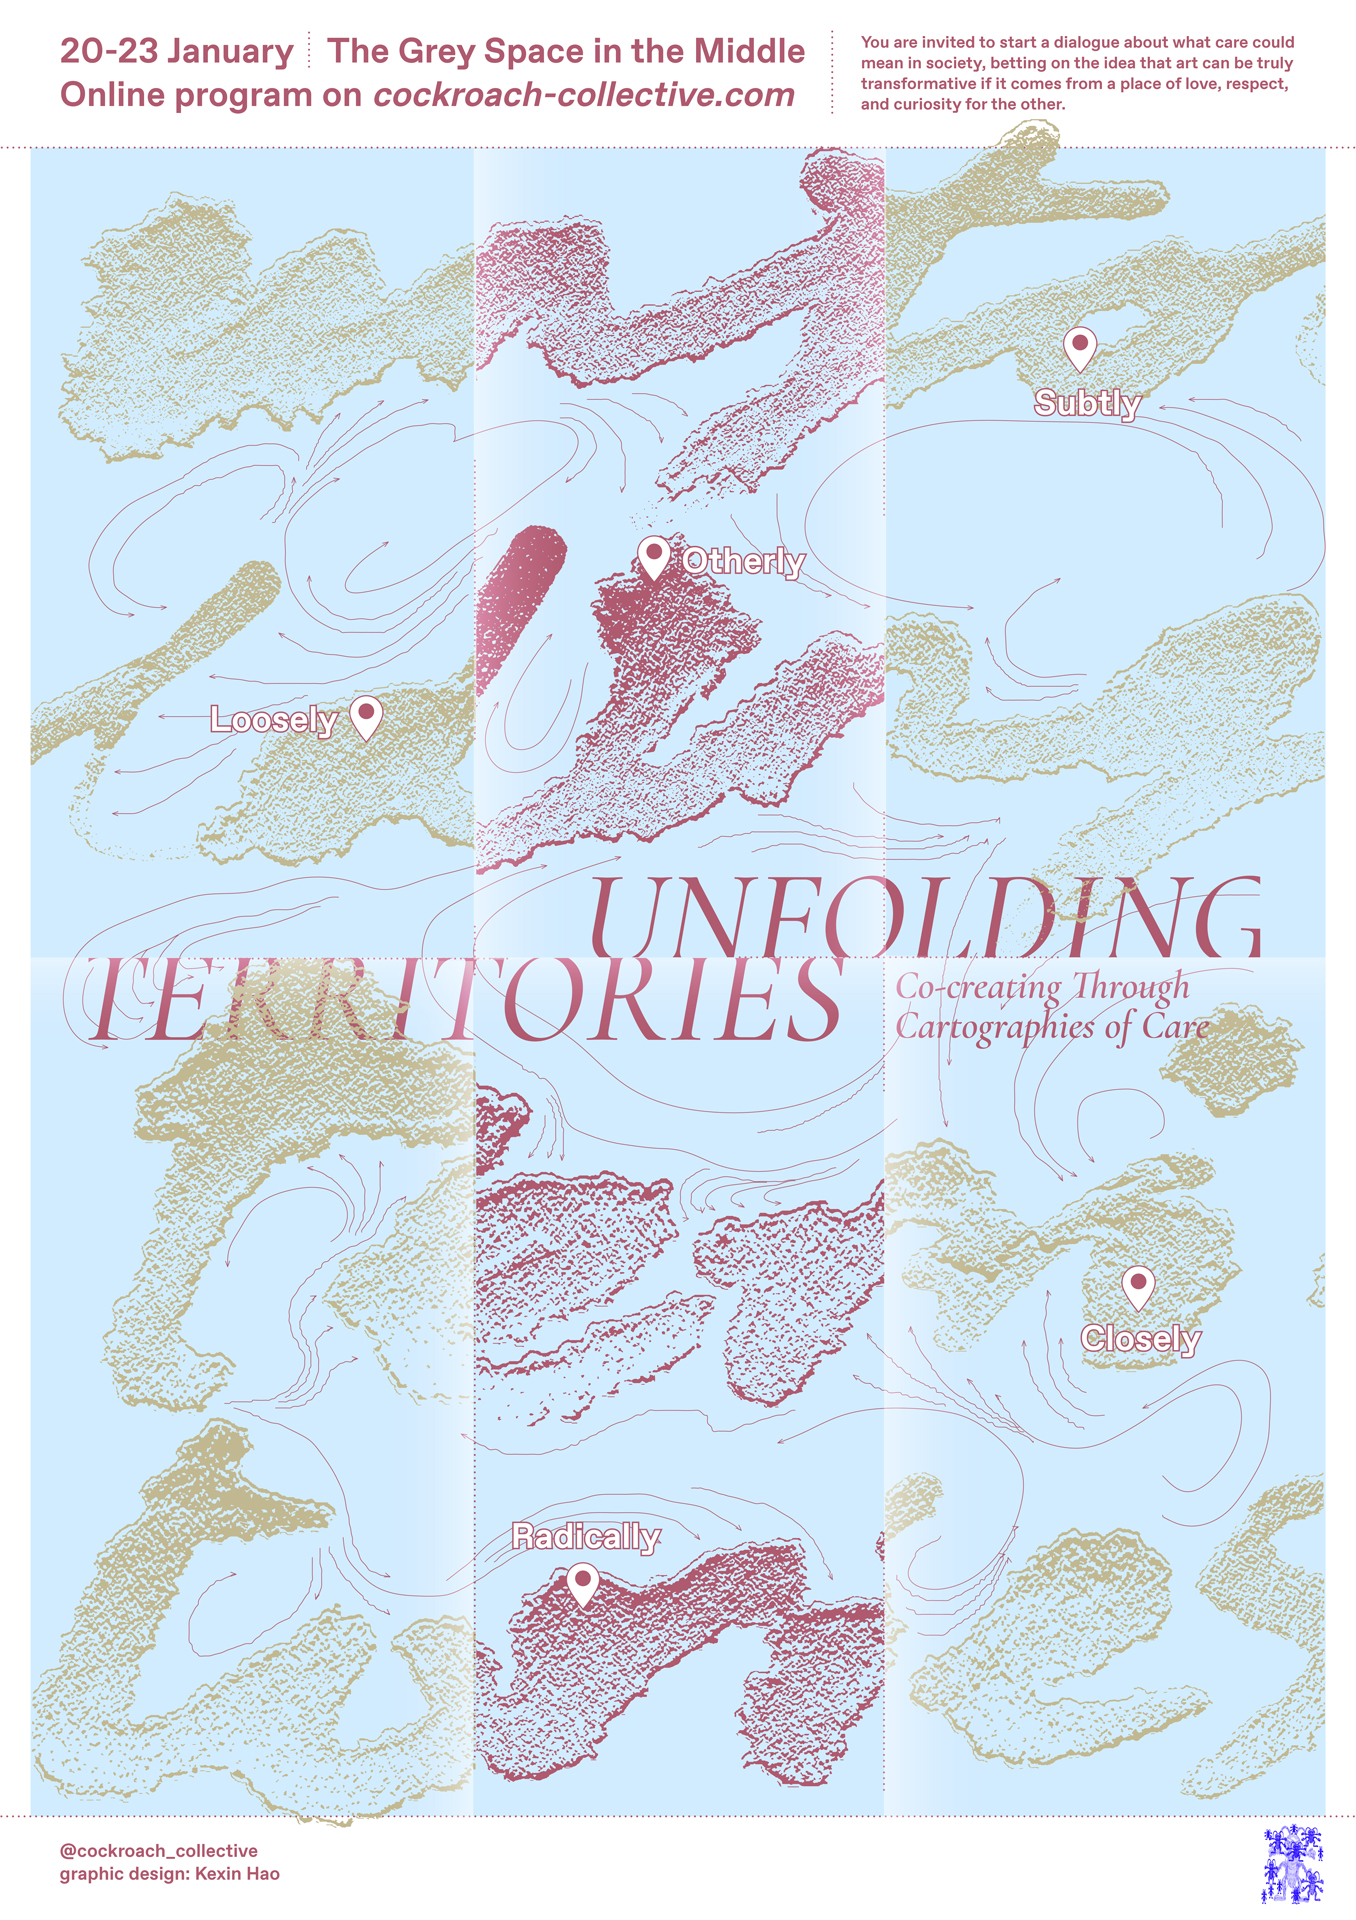 20-23 January
The Grey Space in the Middle
Online program on cockroach-collective.com
You are invited to start a dialogue about what care could
mean in society, betting on the idea that art can be truly
transformative if it comes from a place of love, respect,
and curiosity for the other.
Subtly
Otherly
Loosely
UNFOLDING
TERRITORIES
Co-creating Through
Cartographies of Care
Closely
Radically
@cockroach_collective
graphic design: Kexin Hao